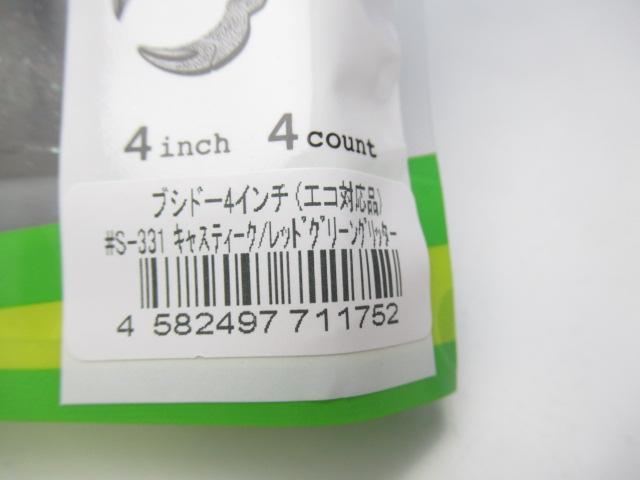 4 inch 4 count
ブシドー4インチ(エコ対応品)
#S-331 ｷｬｽﾃｨｰｸ/ﾚｯﾄﾞｸﾞﾘｰﾝｸﾞﾘｯﾀｰ
4 582497 711752